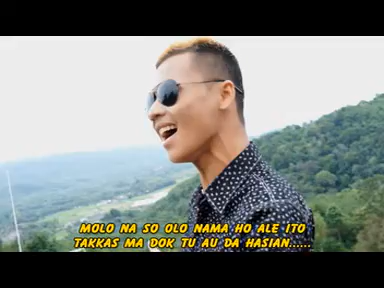 MOLO NA SO OLO NAMA HO ALE ITO
TAKKAS MA DOK TU AU DA HASIAN......